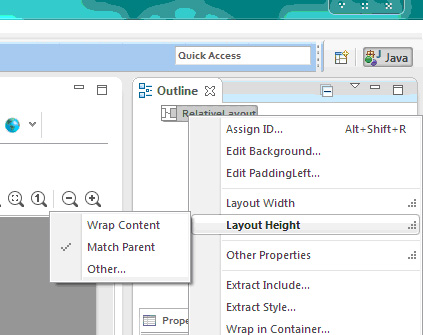 Quick Access
Java
Outline
RelativeLayout
Assign ID... Alt+Shift+R
Edit Background...
Edit PaddingLeft...
Layout Width
Layout Height
Wrap Content
Match Parent
Other...
Other Properties
Extract Include...
Extract Style...
Wrap in Container...
Prope